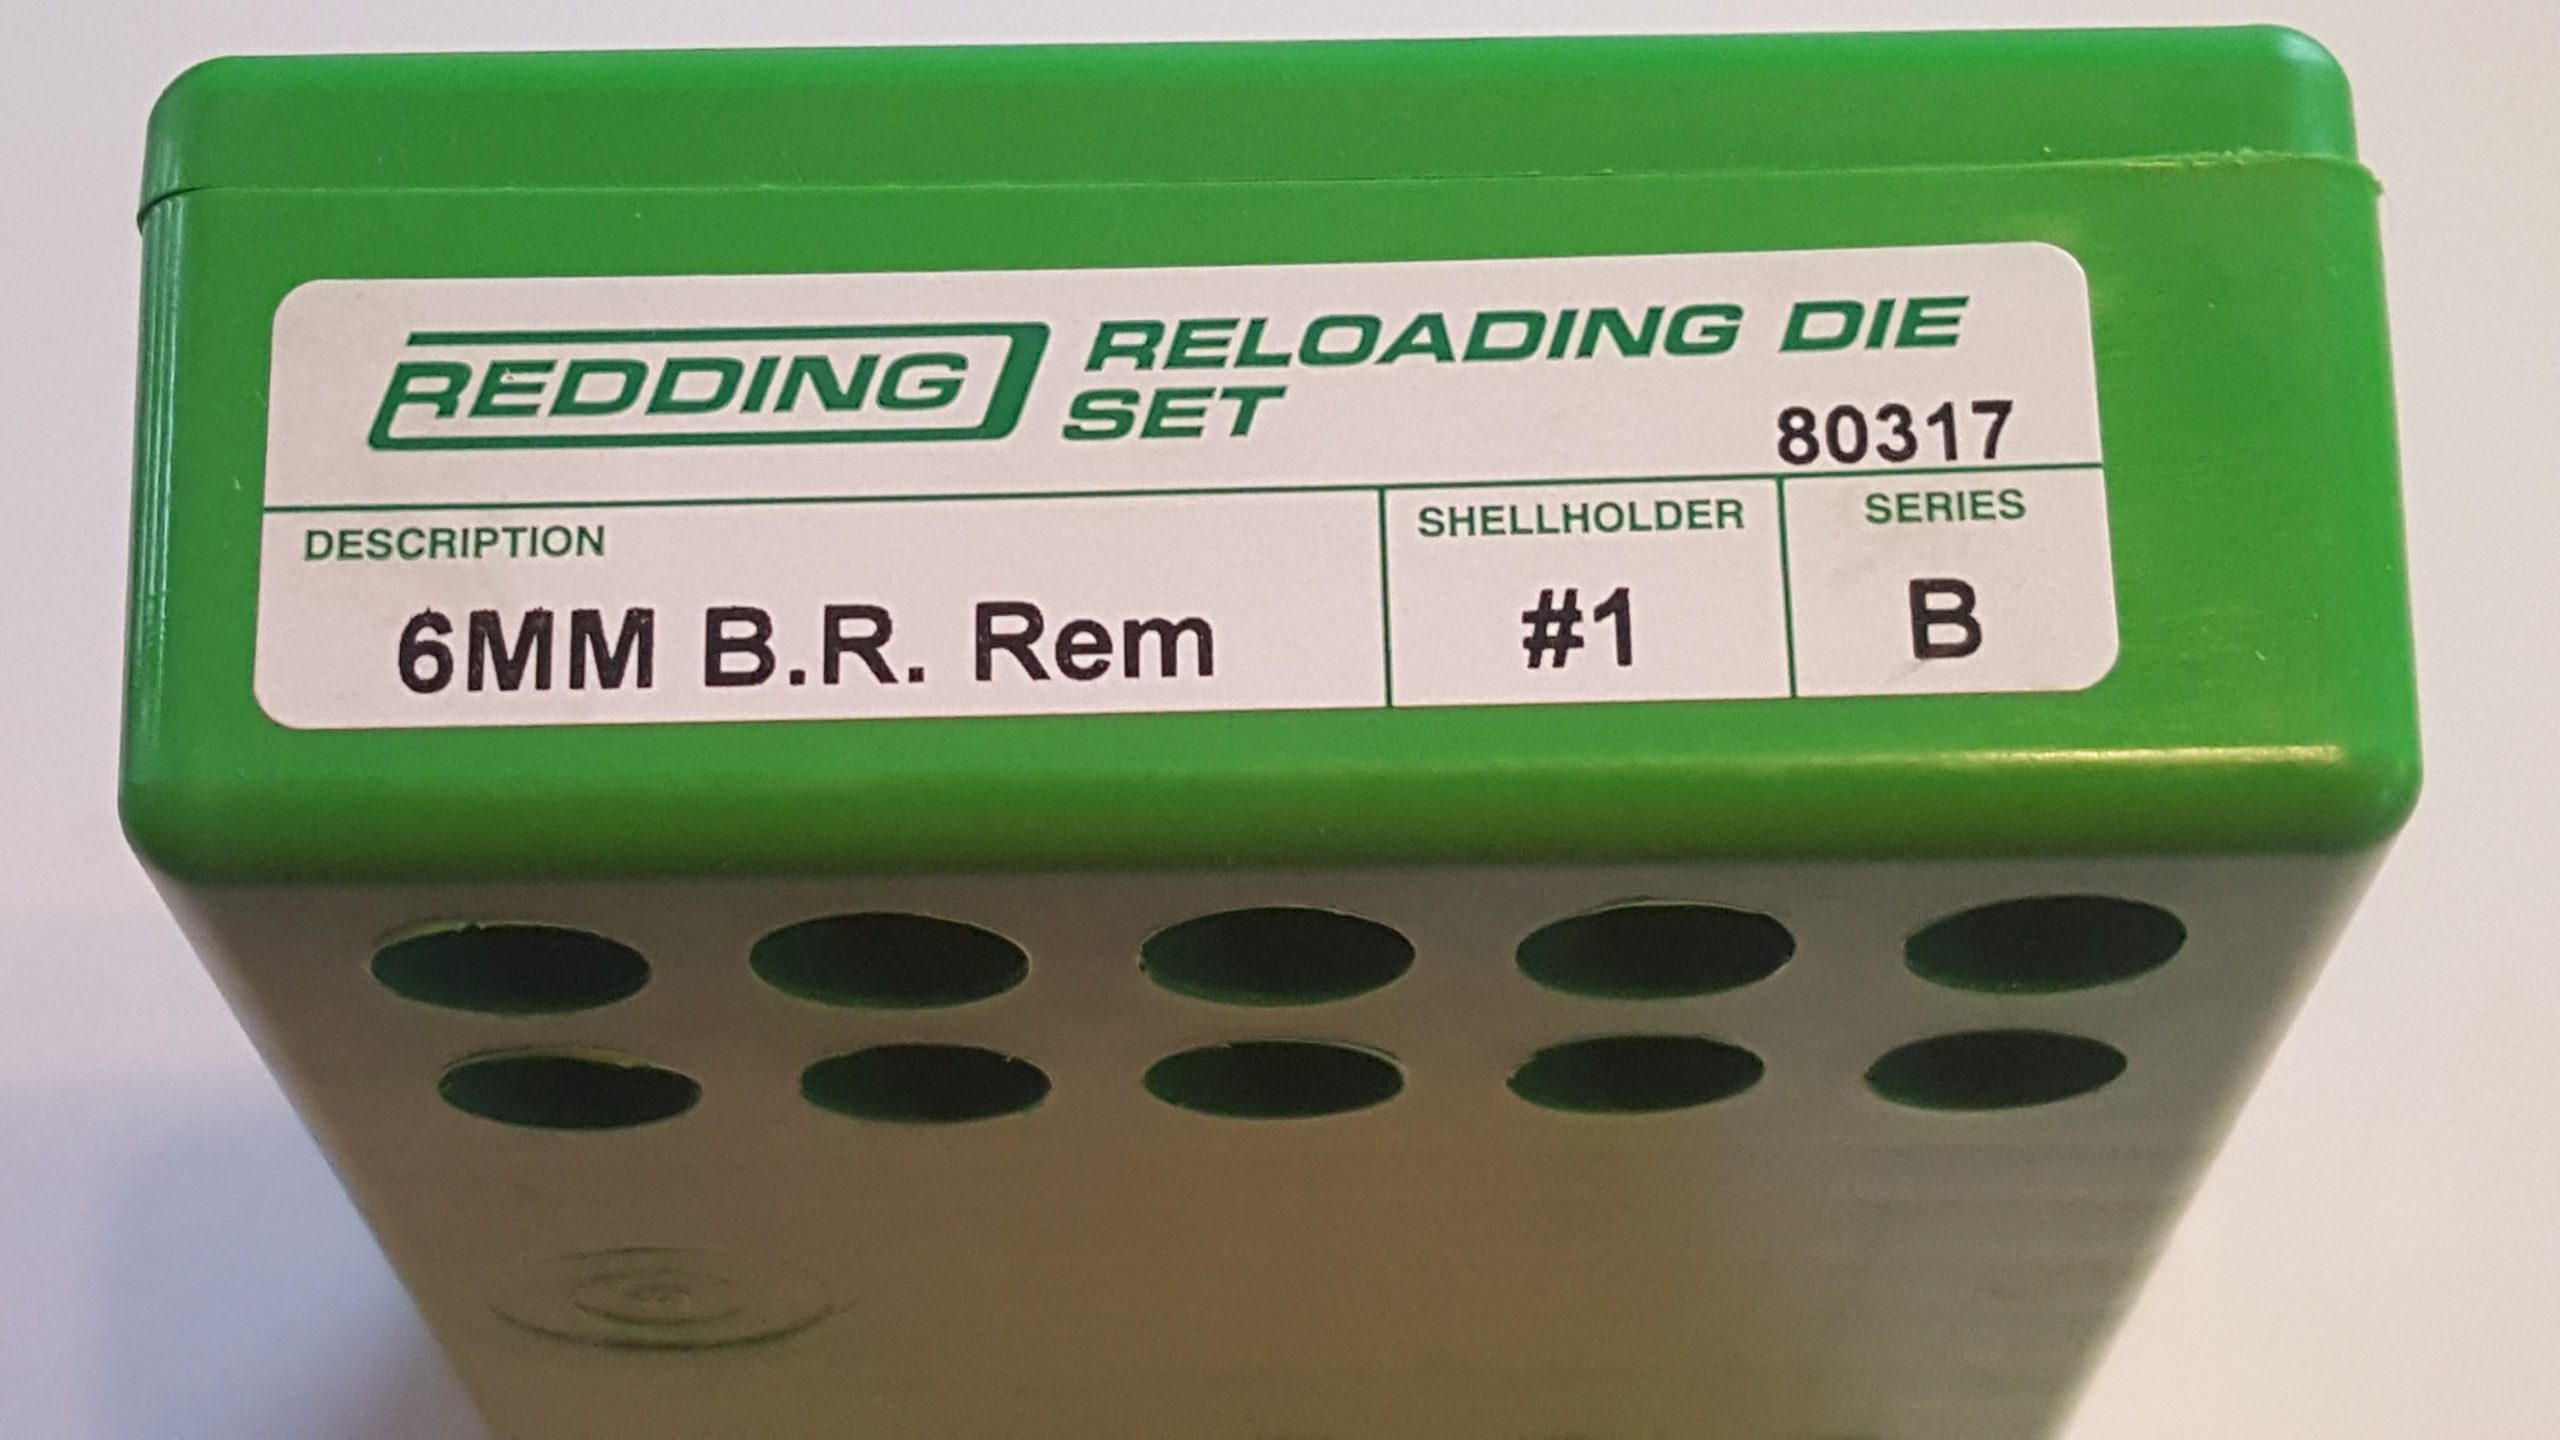 REDDING RELOADING DIE
SET
80317
DESCRIPTION
6MM B.R. Rem
SHELLHOLDER
#1
SERIES
B